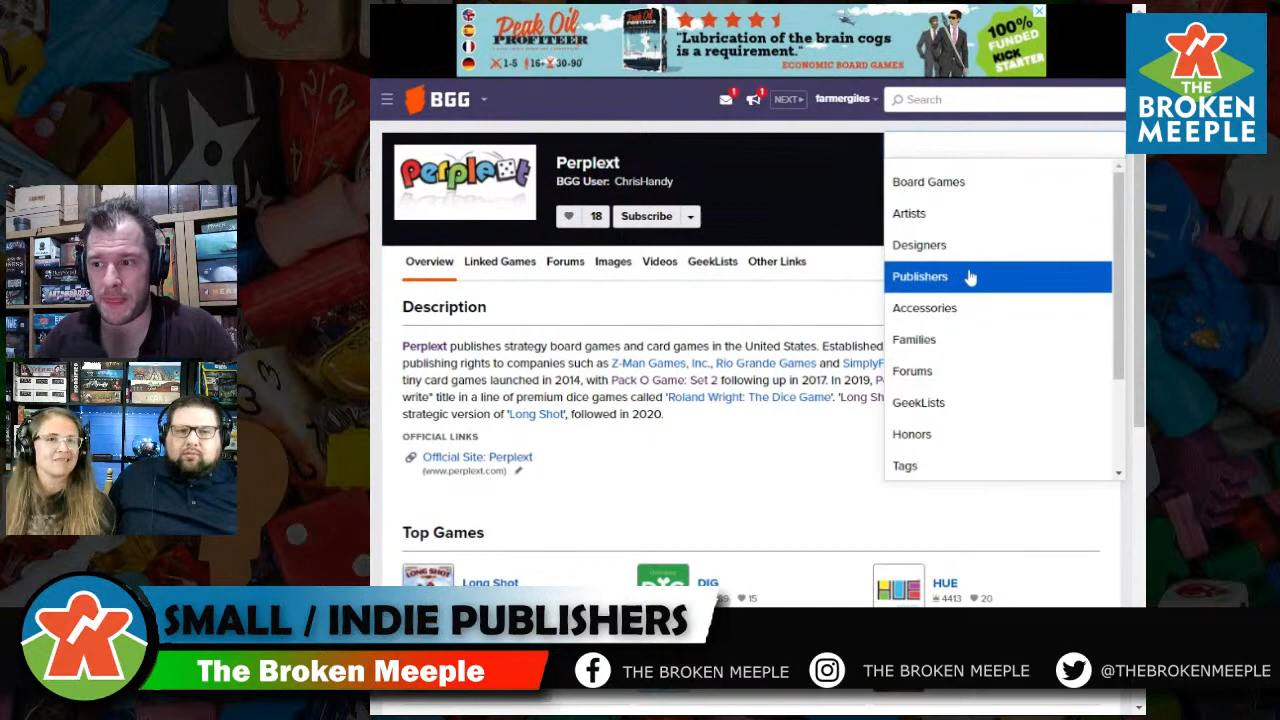 Peak Oil
PROFITEER
1-5 16+ 30-90'
"Lubrication of the brain cogs
is a requirement."
ECONOMIC BOARD GAMES
100%
FUNDED
KICK
STARTER
THE
BROKEN
MEEPLE
BGG
1
1
NEXT
farmergiles
Search
Perplext
Perplext
BGG User: ChrisHandy
18 Subscribe
Overview Linked Games Forums Images Videos GeekLists Other Links
Board Games
Artists
Designers
Publishers
Accessories
Families
Forums
GeekLists
Honors
Tags
Description
Perplext publishes strategy board games and card games in the United States. Established
publishing rights to companies such as Z-Man Games, Inc., Rio Grande Games and SimplyF
tiny card games launched in 2014, with Pack O Game: Set 2 following up in 2017. In 2019, P
write" title in a line of premium dice games called 'Roland Wright: The Dice Game'. 'Long Sh
strategic version of 'Long Shot', followed in 2020.
OFFICIAL LINKS
Official Site: Perplext
(www.perplext.com)
Top Games
LONG SHOT
Long Shot
DIG
15
HUE
HUE
4413 20
SMALL / INDIE PUBLISHERS
The Broken Meeple
THE BROKEN MEEPLE
THE BROKEN MEEPLE
@THEBROKENMEEPLE